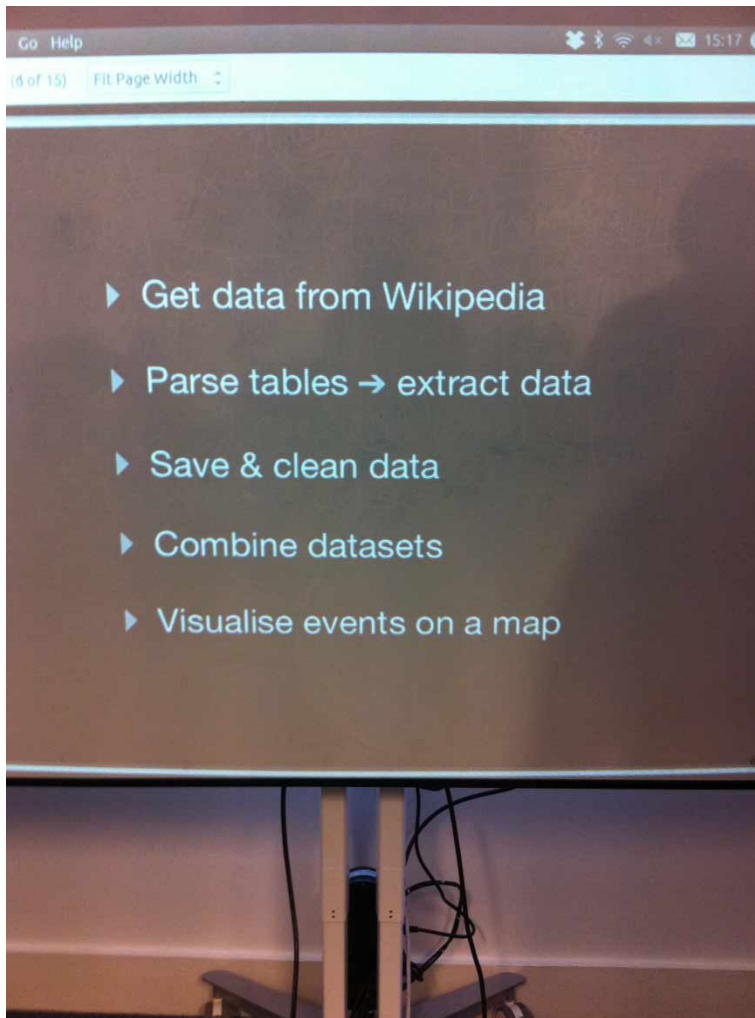 Go Help
15:17
(6 of 15) Fit Page Width
Get data from Wikipedia
Parse tables → extract data
Save & clean data
Combine datasets
Visualise events on a map